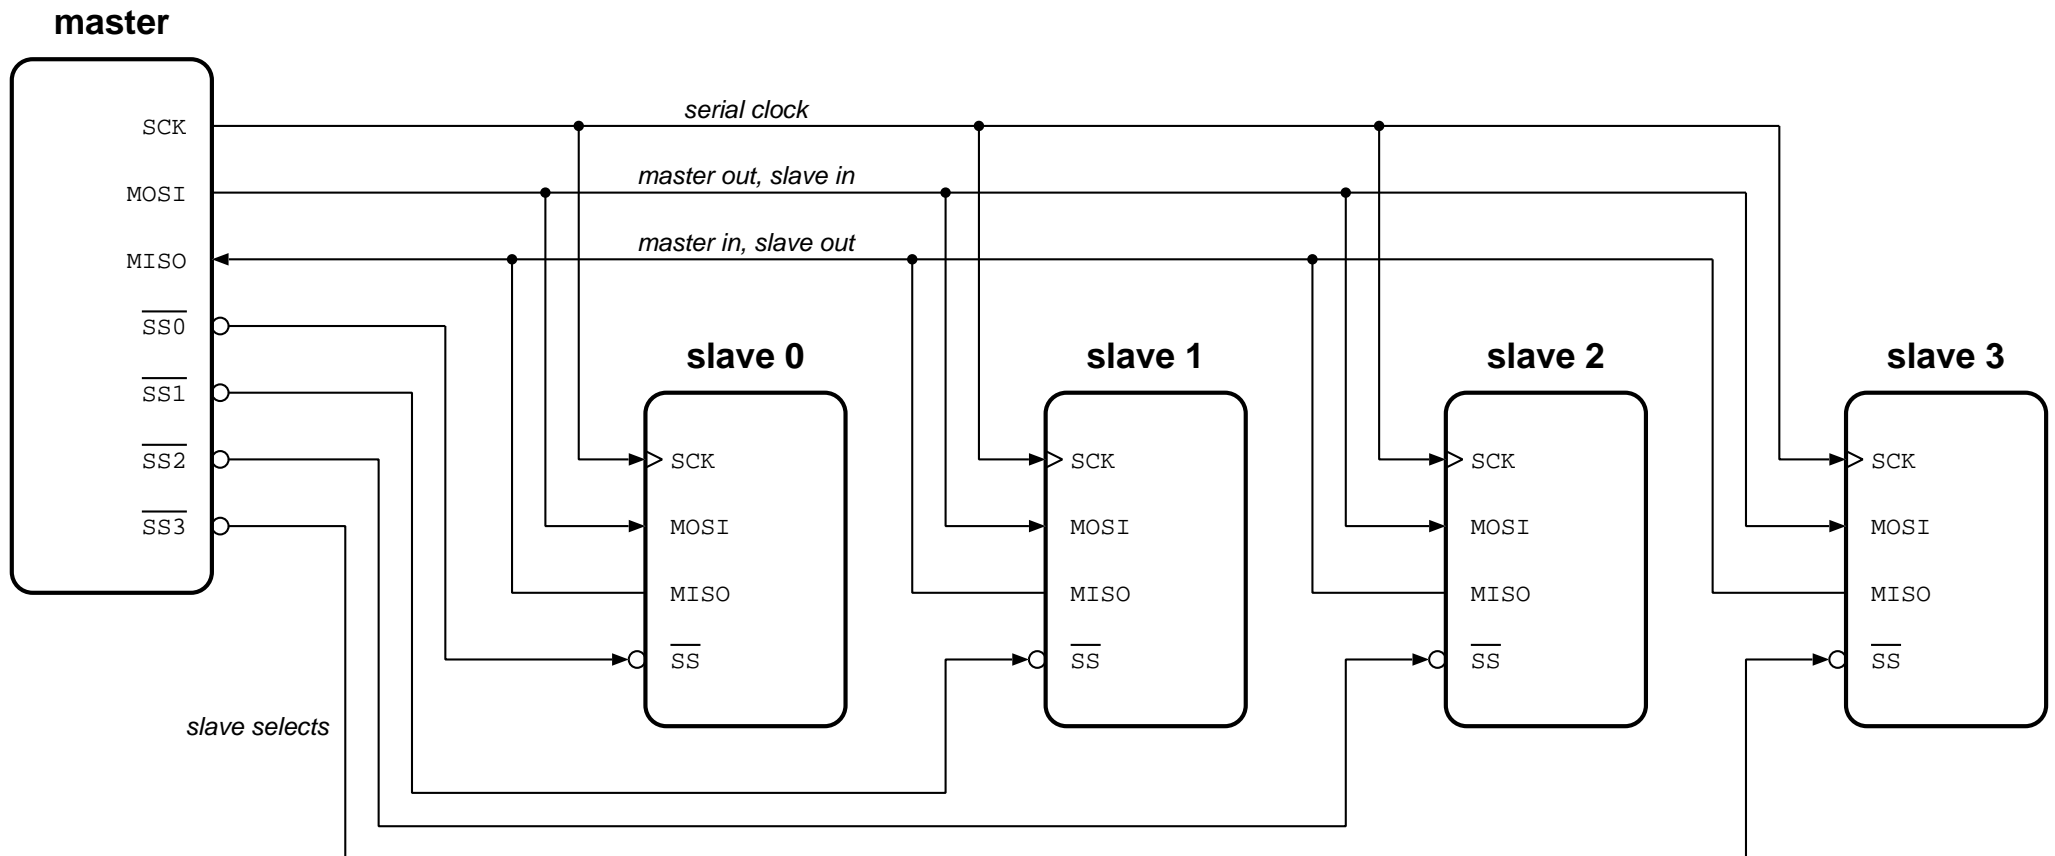 master
serial clock
SCK
master out, slave in
MOSI
master in, slave out
MISO
SS0
SS1
SS2
SS3
slave 0
slave 1
slave 2
slave 3
SCK
MOSI
MISO
SS
SCK
MOSI
MISO
SS
SCK
MOSI
MISO
SS
SCK
MOSI
MISO
SS
slave selects